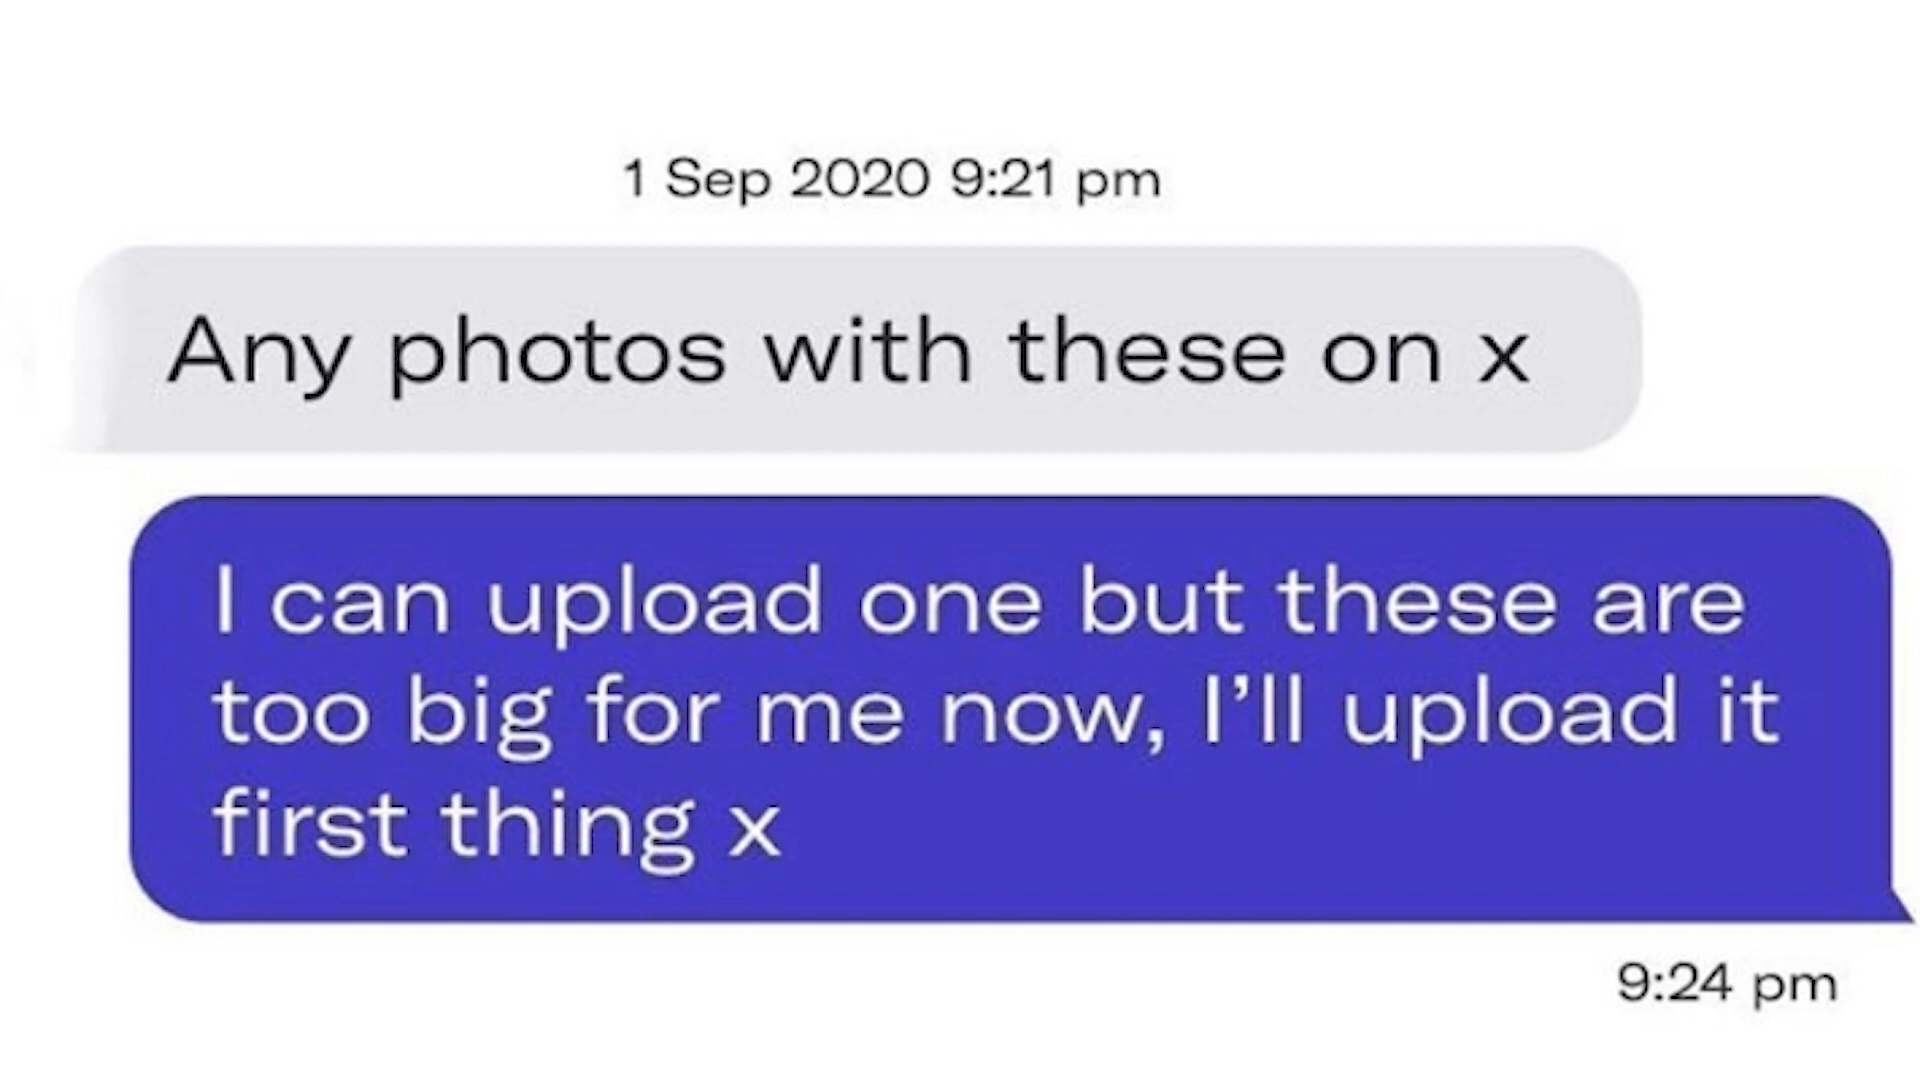 1 Sep 2020 9:21 pm
Any photos with these on x
I can upload one but these are
too big for me now, I’ll upload it
first thing x
9:24 pm